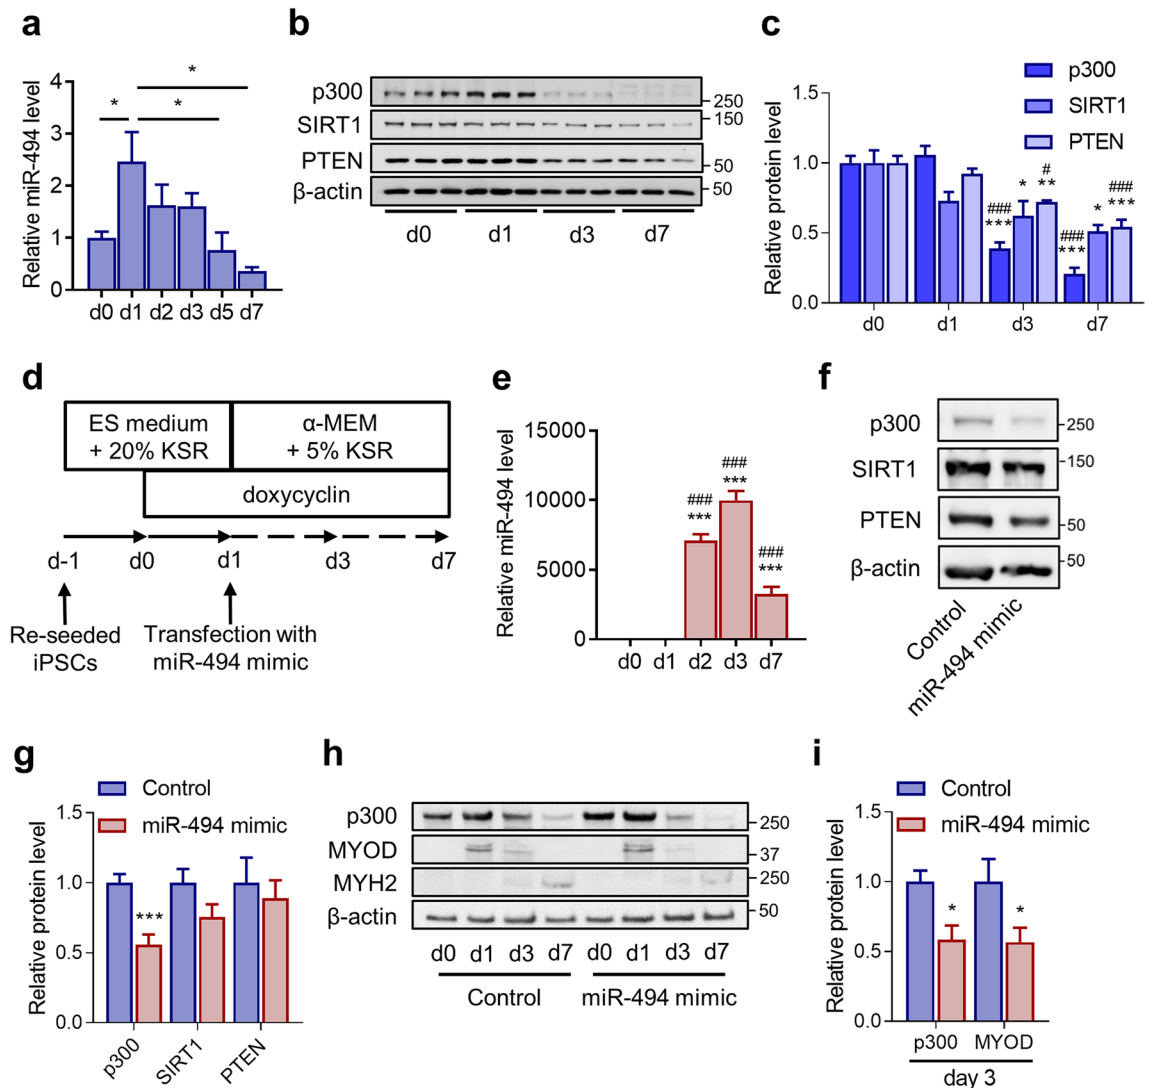 a
Relative miR-494 level
4
3
2
1
0
*
*
*
d0 d1 d2 d3 d5 d7
b
p300
SIRT1
PTEN
β-actin
250
150
50
50
d0 d1 d3 d7
c
Relative protein level
1.5
1.0
0.5
0.0
p300
SIRT1
PTEN
###
***
*
#
**
###
***
*
###
***
d0 d1 d3 d7
d
ES medium
+ 20% KSR
α-MEM
+ 5% KSR
doxycyclin
d-1 d0 d1 d3 d7
Re-seeded
iPSCs
Transfection with
miR-494 mimic
e
Relative miR-494 level
15000
10000
5000
0
###
***
###
***
###
***
d0 d1 d2 d3 d7
f
p300
SIRT1
PTEN
β-actin
250
150
50
50
Control
miR-494 mimic
g
Control
miR-494 mimic
Relative protein level
1.5
1.0
0.5
0.0
***
p300
SIRT1
PTEN
h
p300
MYOD
MYH2
β-actin
250
37
250
50
d0 d1 d3 d7 d0 d1 d3 d7
Control miR-494 mimic
i
Control
miR-494 mimic
Relative protein level
1.5
1.0
0.5
0.0
*
*
p300 MYOD
day 3